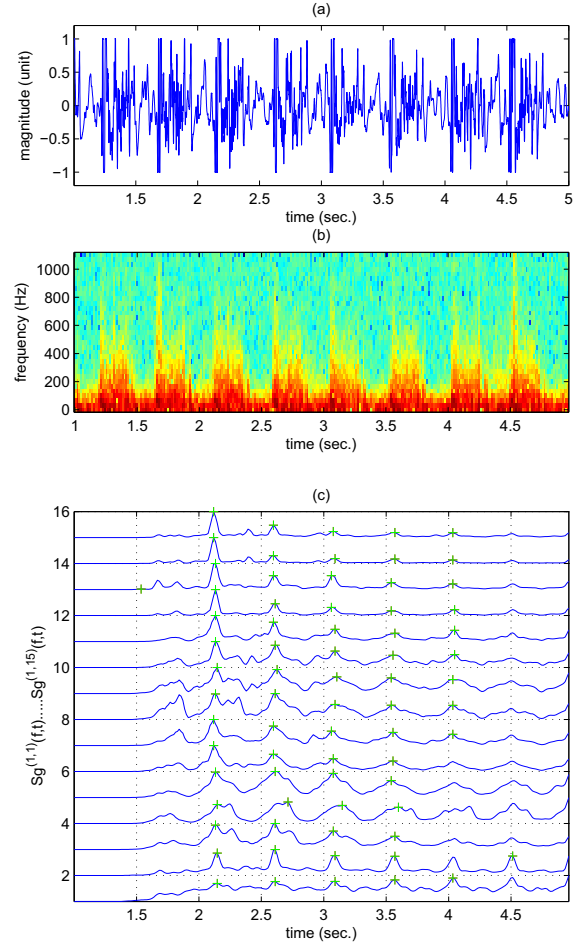 (a)
magnitude (unit)
1
0.5
0
−0.5
−1
1.5 2 2.5 3 3.5 4 4.5 5
time (sec.)
(b)
frequency (Hz)
1000
800
600
400
200
0
1 1.5 2 2.5 3 3.5 4 4.5
time (sec.)
(c)
Sg(1,1)(f,t).....Sg(1,15)(f,t)
16
14
12
10
8
6
4
2
1.5 2 2.5 3 3.5 4 4.5
time (sec.)